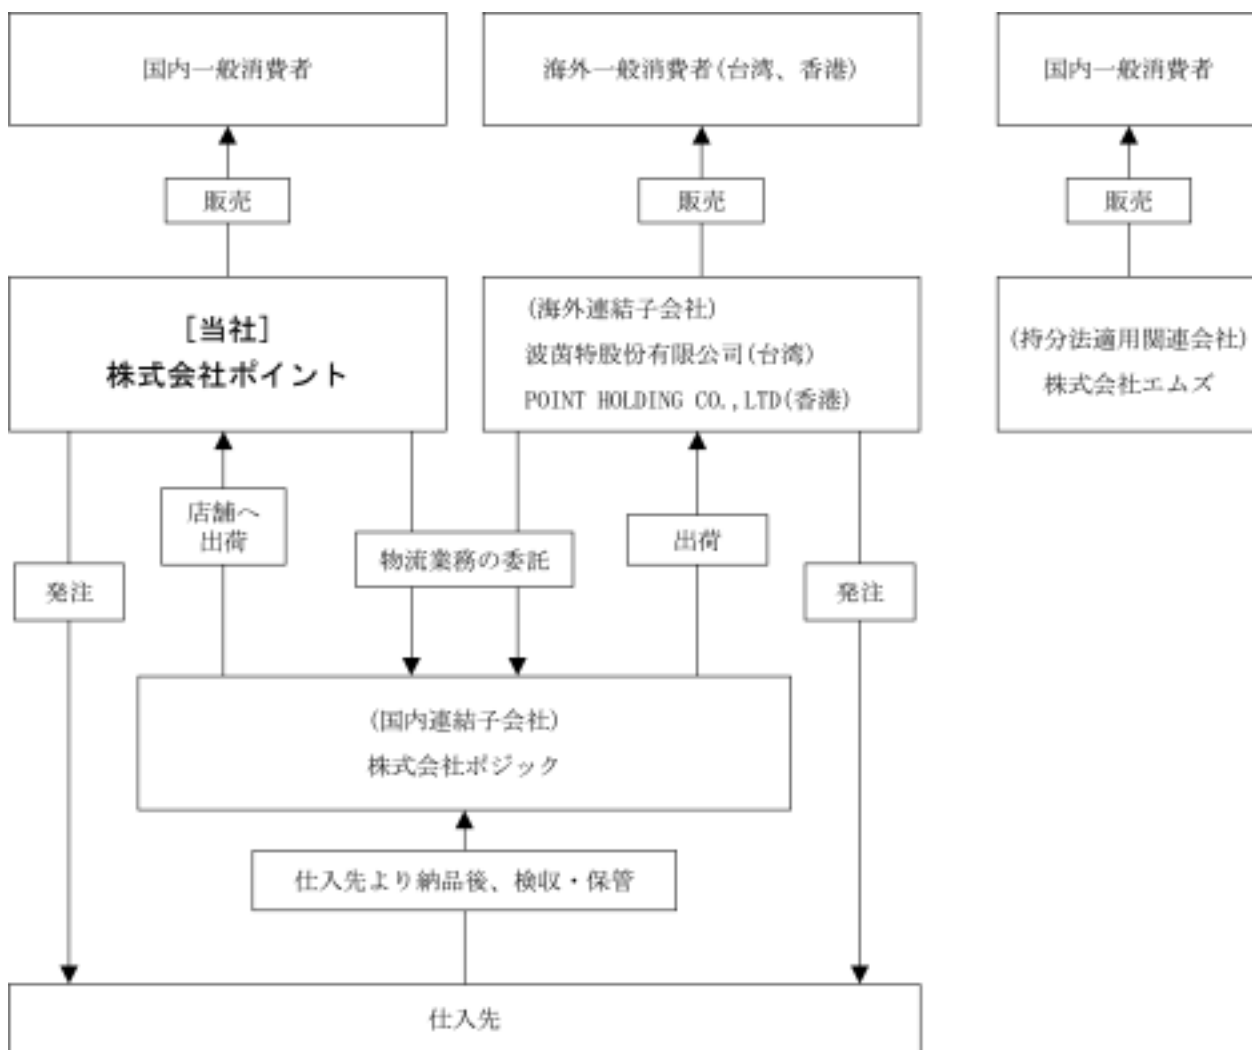 国内一般消費者
海外一般消費者(台湾、香港)
国内一般消費者
販売
販売
販売
[当社]
株式会社ポイント
(海外連結子会社)
波茵特股份有限公司(台湾)
POINT HOLDING CO.,LTD(香港)
(持分法適用関連会社)
株式会社エムズ
店舗へ
出荷
物流業務の委託
出荷
発注
発注
(国内連結子会社)
株式会社ポジック
仕入先より納品後、検収・保管
仕入先